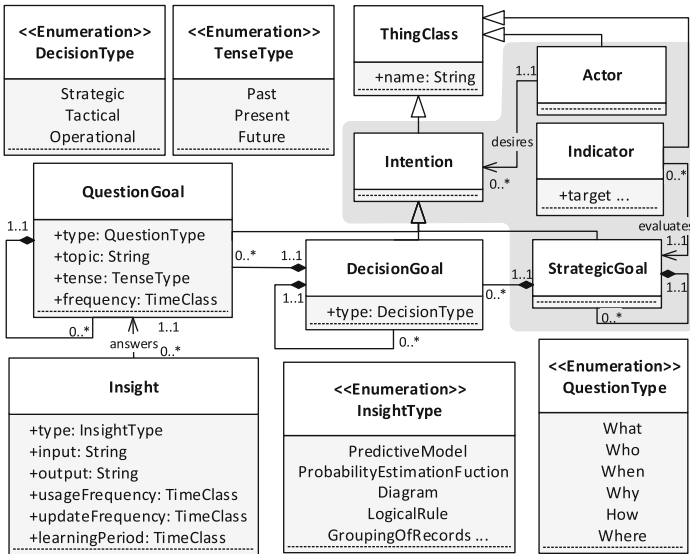 <<Enumeration>>
DecisionType
Strategic
Tactical
Operational
<<Enumeration>>
TenseType
Past
Present
Future
ThingClass
+name: String
Actor
1..1
desires
0..*
Intention
Indicator
+target ...
0..*
evaluates
1..1
QuestionGoal
+type: QuestionType
+topic: String
+tense: TenseType
+frequency: TimeClass
1..1
0..*
0..*
1..1
1..1
DecisionGoal
+type: DecisionType
0..*
0..*
1..1
StrategicGoal
1..1
0..*
answers
1..1
0..*
Insight
+type: InsightType
+input: String
+output: String
+usageFrequency: TimeClass
+updateFrequency: TimeClass
+learningPeriod: TimeClass
<<Enumeration>>
InsightType
PredictiveModel
ProbabilityEstimationFuction
Diagram
LogicalRule
GroupingOfRecords ...
<<Enumeration>>
QuestionType
What
Who
When
Why
How
Where